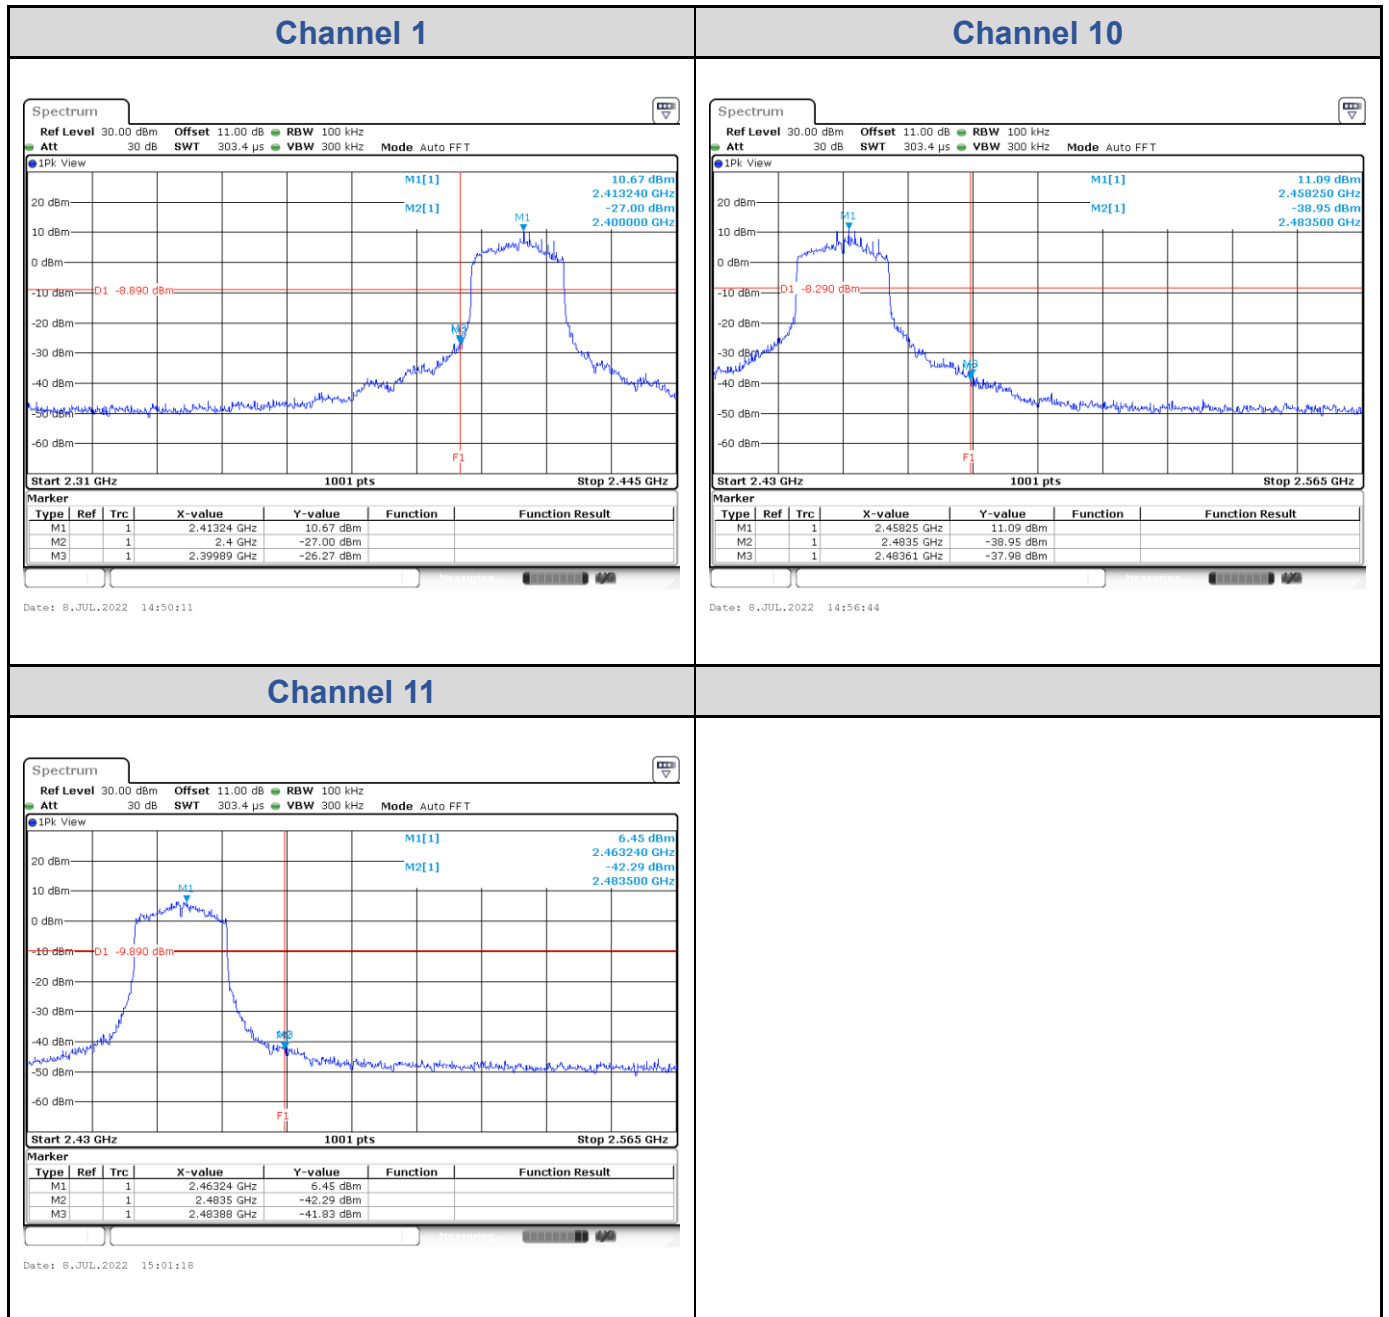 Channel 1
Spectrum
Ref Level 30.00 dBm Offset 11.00 dB RBW 100 kHz
Att 30 dB SWT 303.4 µs VBW 300 kHz Mode Auto FFT
1Pk View
M1[1] 10.67 dBm
2.413240 GHz
M2[1] -27.00 dBm
2.400000 GHz
20 dBm
M1
10 dBm
0 dBm
-10 dBm
D1 -8.890 dBm
-20 dBm
M3
-30 dBm
-40 dBm
-50 dBm
-60 dBm
F1
Start 2.31 GHz 1001 pts Stop 2.445 GHz
Marker
Type Ref Trc X-value Y-value Function Function Result
M1 1 2.41324 GHz 10.67 dBm
M2 1 2.4 GHz -27.00 dBm
M3 1 2.39989 GHz -26.27 dBm
Measuring
Date: 8.JUL.2022 14:50:11
Channel 10
Spectrum
Ref Level 30.00 dBm Offset 11.00 dB RBW 100 kHz
Att 30 dB SWT 303.4 µs VBW 300 kHz Mode Auto FFT
1Pk View
M1[1] 11.09 dBm
2.458250 GHz
M2[1] -38.95 dBm
2.483500 GHz
20 dBm
M1
10 dBm
0 dBm
-10 dBm
D1 -8.290 dBm
-20 dBm
-30 dBm
M3
-40 dBm
-50 dBm
-60 dBm
F1
Start 2.43 GHz 1001 pts Stop 2.565 GHz
Marker
Type Ref Trc X-value Y-value Function Function Result
M1 1 2.45825 GHz 11.09 dBm
M2 1 2.4835 GHz -38.95 dBm
M3 1 2.48361 GHz -37.98 dBm
Measuring
Date: 8.JUL.2022 14:56:44
Channel 11
Spectrum
Ref Level 30.00 dBm Offset 11.00 dB RBW 100 kHz
Att 30 dB SWT 303.4 µs VBW 300 kHz Mode Auto FFT
1Pk View
M1[1] 6.45 dBm
2.463240 GHz
M2[1] -42.29 dBm
2.483500 GHz
20 dBm
10 dBm
M1
0 dBm
-10 dBm
D1 -9.890 dBm
-20 dBm
-30 dBm
M3
-40 dBm
-50 dBm
-60 dBm
F1
Start 2.43 GHz 1001 pts Stop 2.565 GHz
Marker
Type Ref Trc X-value Y-value Function Function Result
M1 1 2.46324 GHz 6.45 dBm
M2 1 2.4835 GHz -42.29 dBm
M3 1 2.48388 GHz -41.83 dBm
Measuring
Date: 8.JUL.2022 15:01:18